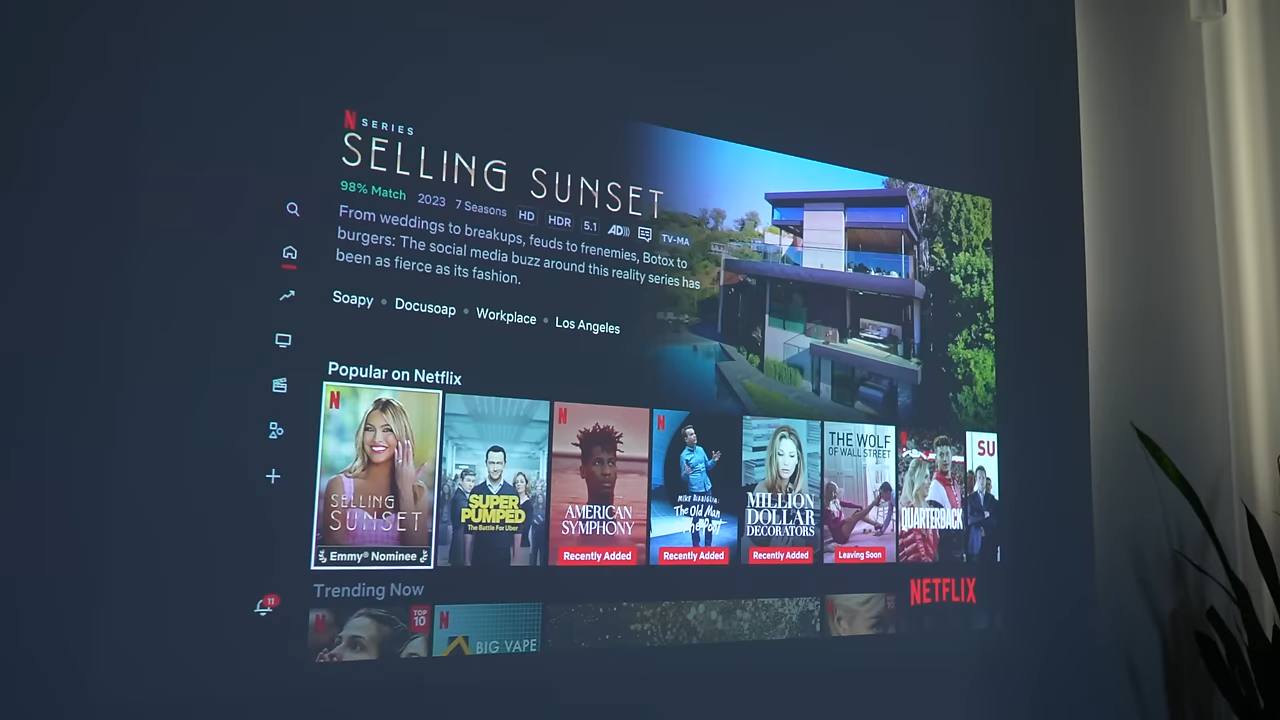 N SERIES
SELLING SUNSET
98% Match 2023 7 Seasons HD HDR 5.1 AD TV-MA
From weddings to breakups, feuds to frenemies, Botox to
burgers: The social media buzz around this reality series has
been as fierce as its fashion.
Soapy • Docusoap • Workplace • Los Angeles
Popular on Netflix
N
SELLING
SUNSET
Emmy® Nominee
SUPER
PUMPED
The Battle For Uber
N
AMERICAN
SYMPHONY
Recently Added
N
MIKE BIRBIGLIA:
The Old Man
The Pool
Recently Added
MILLION
DOLLAR
DECORATORS
Recently Added
THE WOLF
OF WALL STREET
Leaving Soon
N
QUARTERBACK
SU
11
Trending Now
NETFLIX
N
TOP
10
N
BIG VAPE